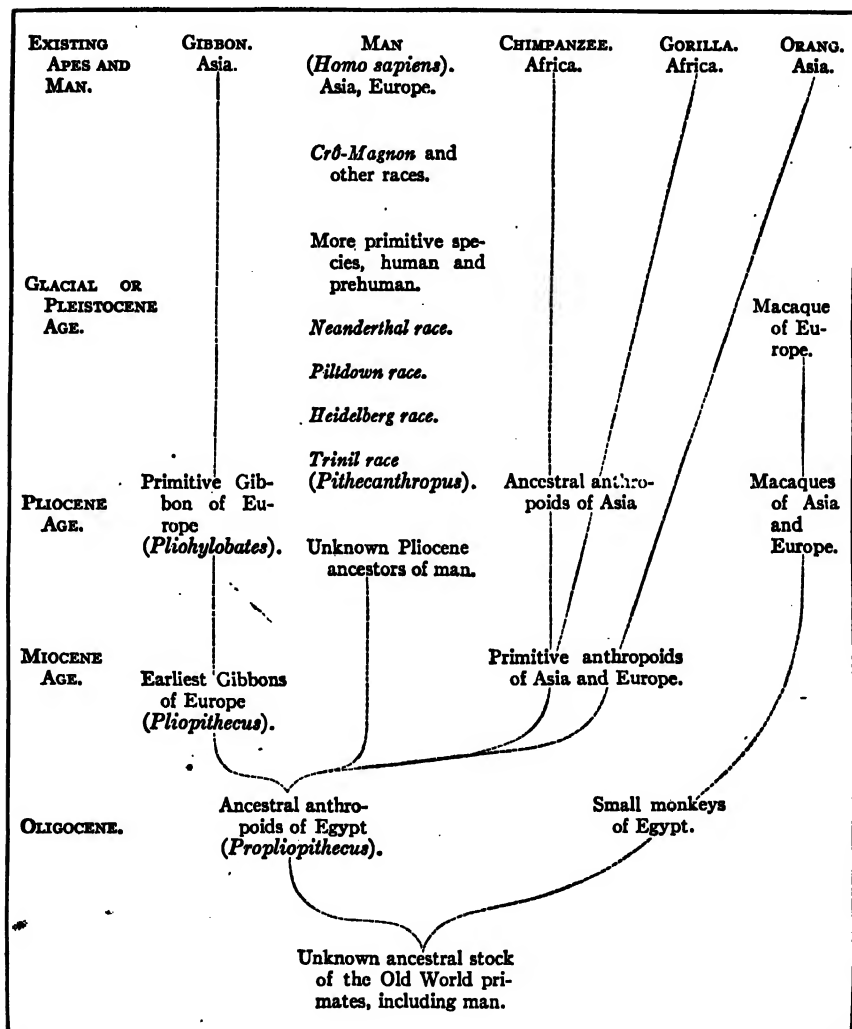 EXISTING APES AND MAN.
GIBBON.
Asia.
MAN
(Homo sapiens).
Asia, Europe.
CHIMPANZEE.
Africa.
GORILLA.
Africa.
ORANG.
Asia.
Crô-Magnon and
other races.
More primitive spe-
cies, human and
prehuman.
GLACIAL OR
PLEISTOCENE
AGE.
Neanderthal race.
Piltdown race.
Heidelberg race.
Trinil race
(Pithecanthropus).
Macaque
of Eu-
rope.
PLIOCENE
AGE.
Primitive Gib-
bon of Eu-
rope
(Pliohylobates).
Unknown Pliocene
ancestors of man.
Ancestral anthro-
poids of Asia
Macaques
of Asia
and
Europe.
MIOCENE
AGE.
Earliest Gibbons
of Europe
(Pliopithecus).
Primitive anthropoids
of Asia and Europe.
OLIGOCENE.
Ancestral anthro-
poids of Egypt
(Propliopithecus).
Small monkeys
of Egypt.
Unknown ancestral stock
of the Old World pri-
mates, including man.